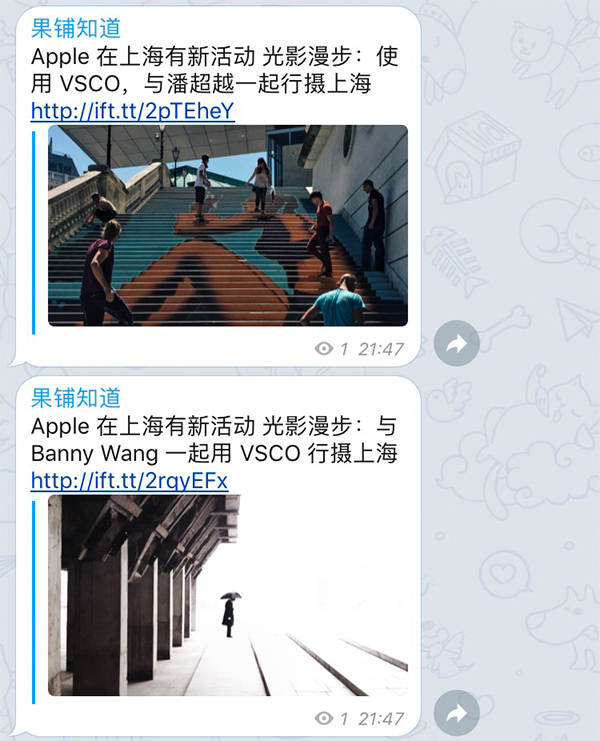 果铺知道
Apple 在上海有新活动 光影漫步：使
用 VSCO，与潘超越一起行摄上海
http://ift.tt/2pTEheY
1 21:47
果铺知道
Apple 在上海有新活动 光影漫步：与
Banny Wang 一起用 VSCO 行摄上海
http://ift.tt/2rqyEFx
1 21:47